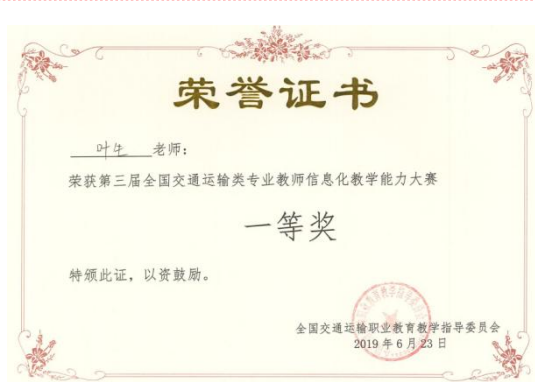 荣誉证书
叶生 老师：
荣获第三届全国交通运输类专业教师信息化教学能力大赛
一等奖
特颁此证，以资鼓励。
全国交通运输职业教育教学指导委员会
2019年6月23日